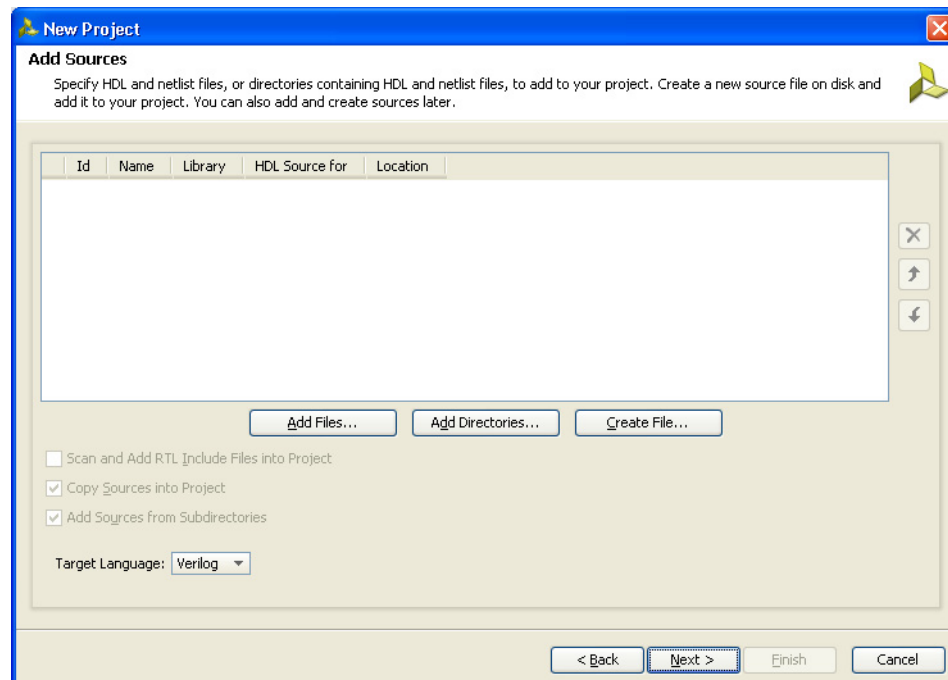 New Project
Add Sources
Specify HDL and netlist files, or directories containing HDL and netlist files, to add to your project. Create a new source file on disk and
add it to your project. You can also add and create sources later.
Id Name Library HDL Source for Location
Add Files... Add Directories... Create File...
Scan and Add RTL Include Files into Project
Copy Sources into Project
Add Sources from Subdirectories
Target Language: Verilog
< Back Next > Finish Cancel